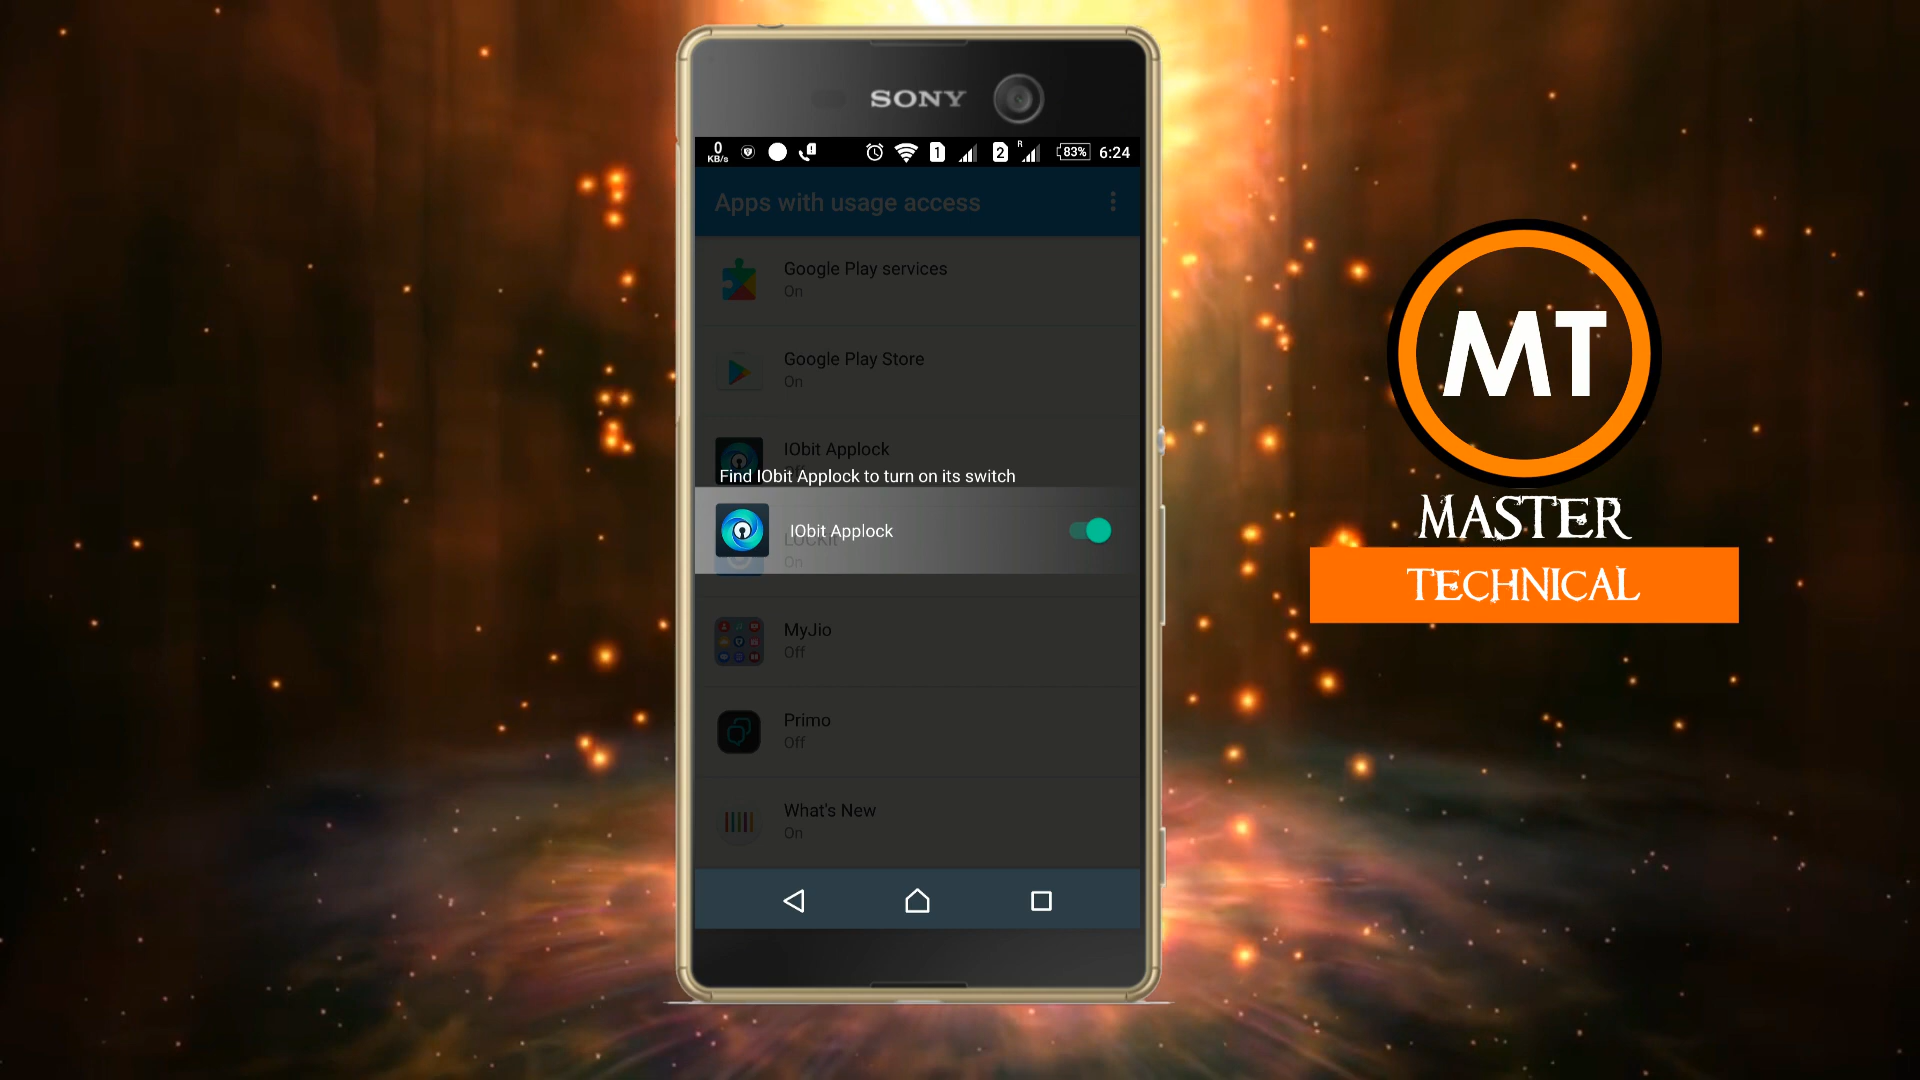 SONY
0
KB/s
1
2
R
83%
6:24
Apps with usage access
Google Play services
On
Google Play Store
On
IObit Applock
Find IObit Applock to turn on its switch
IObit Applock
On
MyJio
Off
Primo
Off
What's New
On
MT
MASTER
TECHNICAL